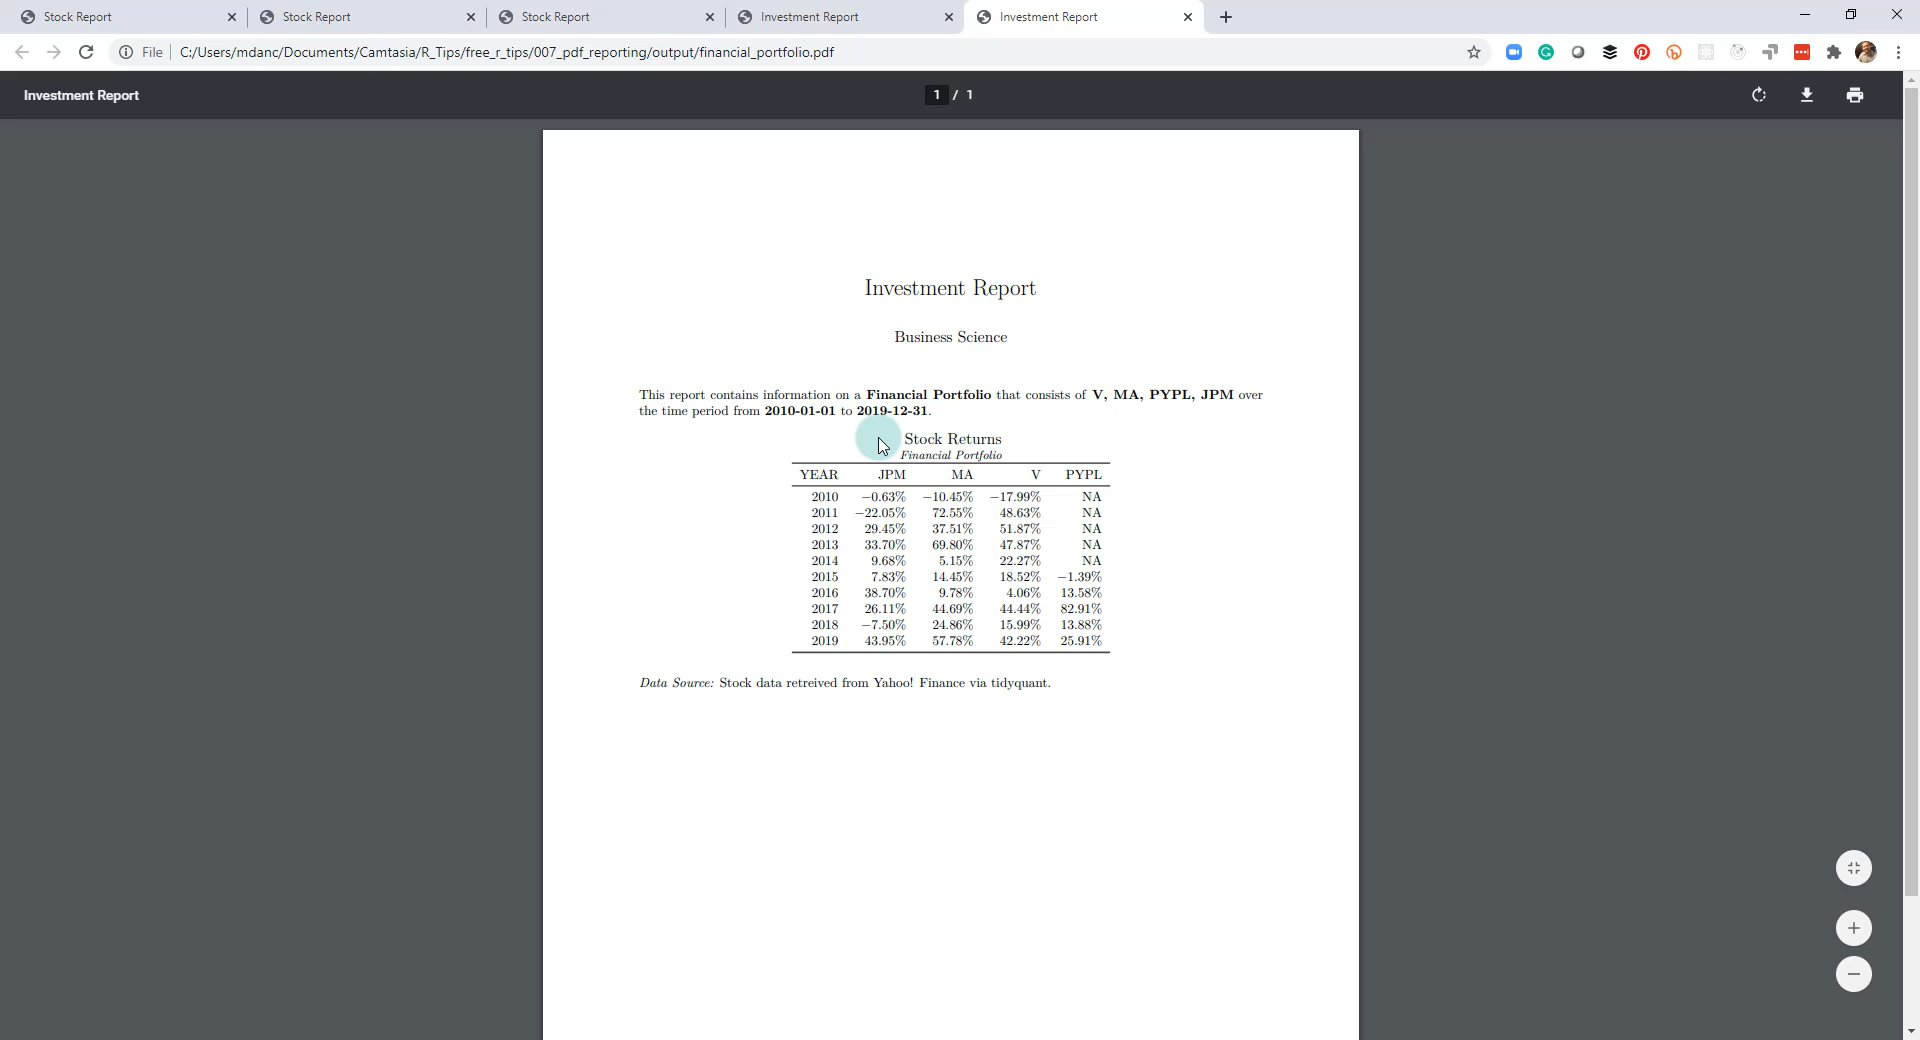 Stock Report
Stock Report
Stock Report
Investment Report
Investment Report
File C:/Users/mdanc/Documents/Camtasia/R_Tips/free_r_tips/007_pdf_reporting/output/financial_portfolio.pdf
Investment Report 1 / 1
Investment Report
Business Science
This report contains information on a Financial Portfolio that consists of V, MA, PYPL, JPM over
the time period from 2010-01-01 to 2019-12-31.
Stock Returns
Financial Portfolio
YEAR JPM MA V PYPL
2010 −0.63% −10.45% −17.99% NA
2011 −22.05% 72.55% 48.63% NA
2012 29.45% 37.51% 51.87% NA
2013 33.70% 69.80% 47.87% NA
2014 9.68% 5.15% 22.27% NA
2015 7.83% 14.45% 18.52% −1.39%
2016 38.70% 9.78% 4.06% 13.58%
2017 26.11% 44.69% 44.44% 82.91%
2018 −7.50% 24.86% 15.99% 13.88%
2019 43.95% 57.78% 42.22% 25.91%
Data Source: Stock data retreived from Yahoo! Finance via tidyquant.